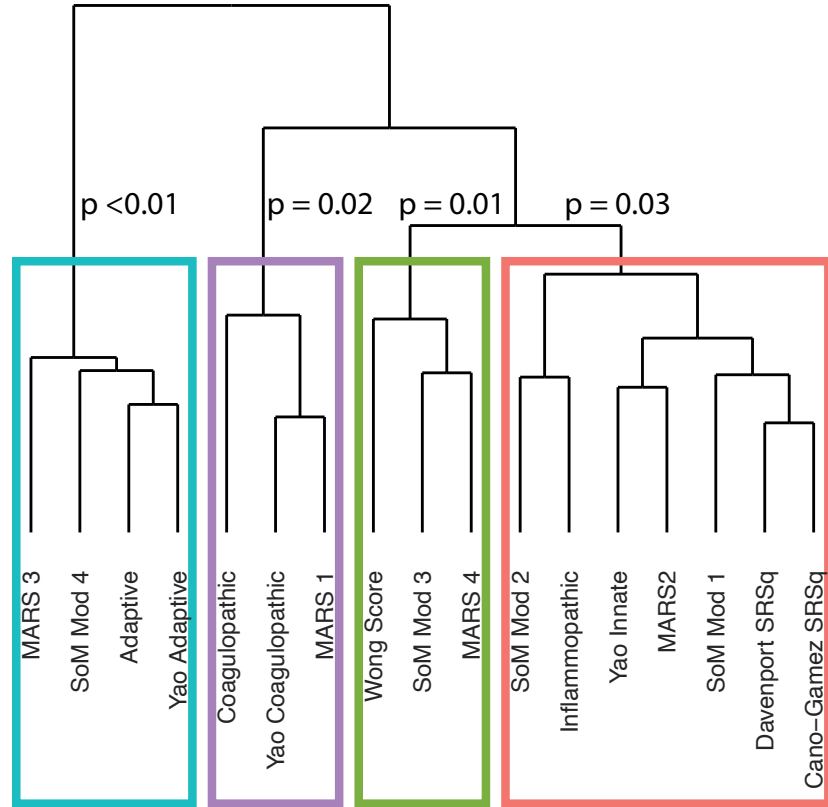 p <0.01
p = 0.02
p = 0.01
p = 0.03
MARS 3
SoM Mod 4
Adaptive
Yao Adaptive
Coagulopathic
Yao Coagulopathic
MARS 1
Wong Score
SoM Mod 3
MARS 4
SoM Mod 2
Inflammopathic
Yao Innate
MARS2
SoM Mod 1
Davenport SRSq
Cano−Gamez SRSq